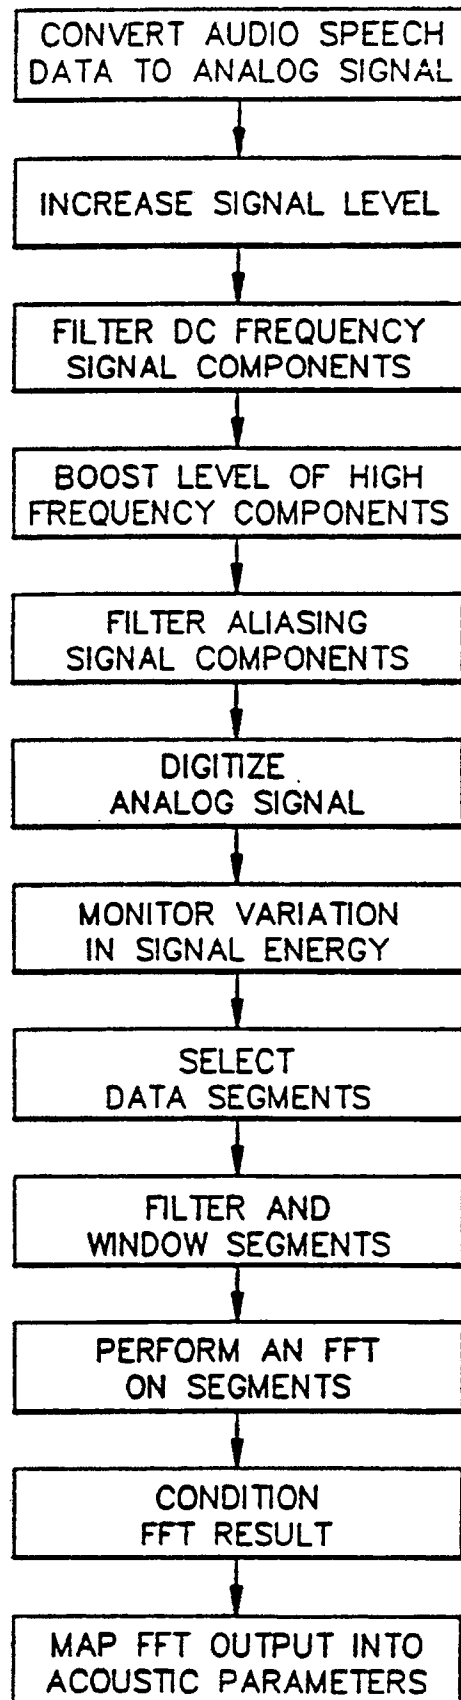 CONVERT AUDIO SPEECH
DATA TO ANALOG SIGNAL
INCREASE SIGNAL LEVEL
FILTER DC FREQUENCY
SIGNAL COMPONENTS
BOOST LEVEL OF HIGH
FREQUENCY COMPONENTS
FILTER ALIASING
SIGNAL COMPONENTS
DIGITIZE
ANALOG SIGNAL
MONITOR VARIATION
IN SIGNAL ENERGY
SELECT
DATA SEGMENTS
FILTER AND
WINDOW SEGMENTS
PERFORM AN FFT
ON SEGMENTS
CONDITION
FFT RESULT
MAP FFT OUTPUT INTO
ACOUSTIC PARAMETERS